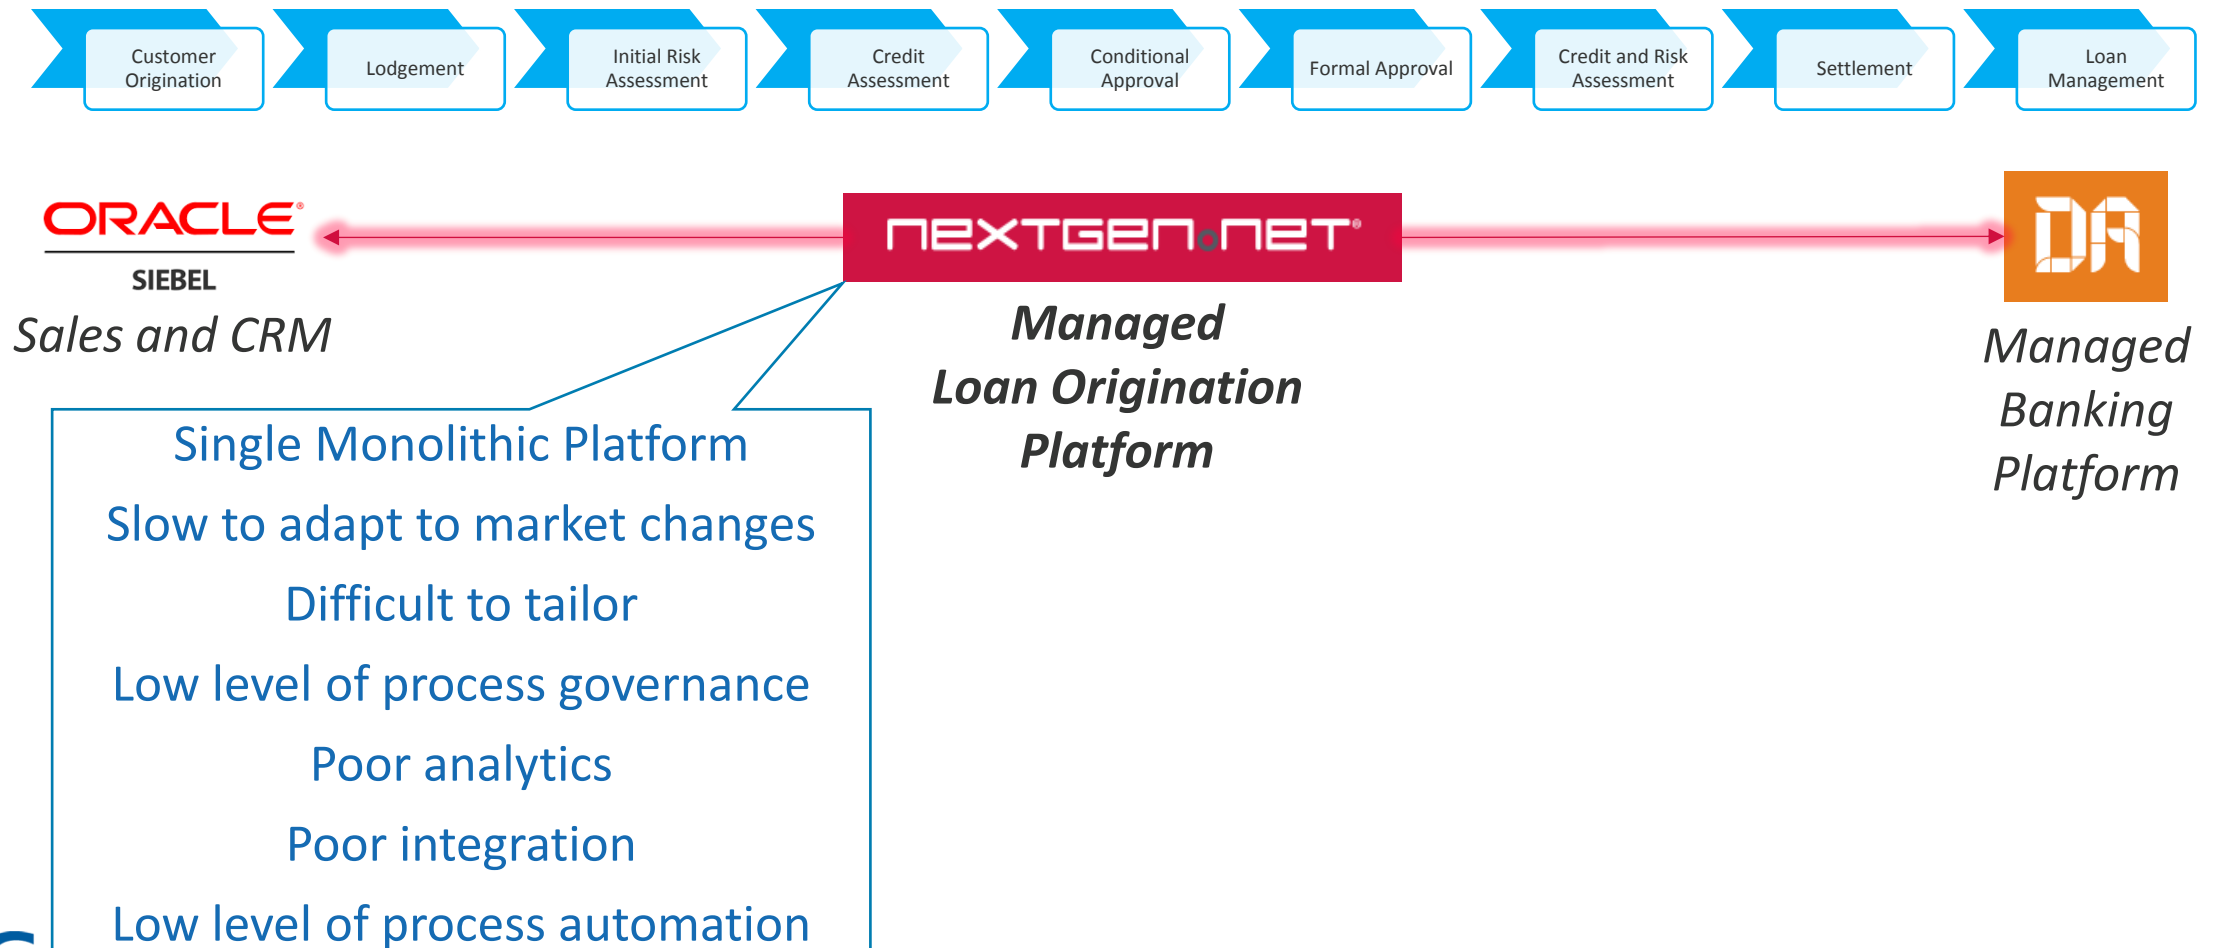 Customer
Origination
Lodgement
Initial Risk
Assessment
Credit
Assessment
Conditional
Approval
Formal Approval
Credit and Risk
Assessment
Settlement
Loan
Management
ORACLE®
SIEBEL
Sales and CRM
nextgen.net®
Managed
Loan Origination
Platform
DA
Managed
Banking
Platform
Single Monolithic Platform
Slow to adapt to market changes
Difficult to tailor
Low level of process governance
Poor analytics
Poor integration
Low level of process automation